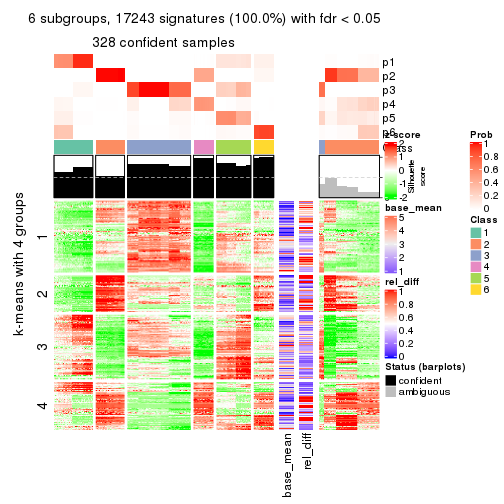 6 subgroups, 17243 signatures (100.0%) with fdr < 0.05
328 confident samples
p1
p2
p3
p4
p5
p6
Class
z-score
2
1
0
-1
-2
Silhouette
score
Prob
1
0.8
0.6
0.4
0.2
0
base_mean
5
4
3
2
1
Class
1
2
3
4
5
6
rel_diff
1
0.8
0.6
0.4
0.2
0
Status (barplots)
confident
ambiguous
k-means with 4 groups
1
2
3
4
base_mean
rel_diff